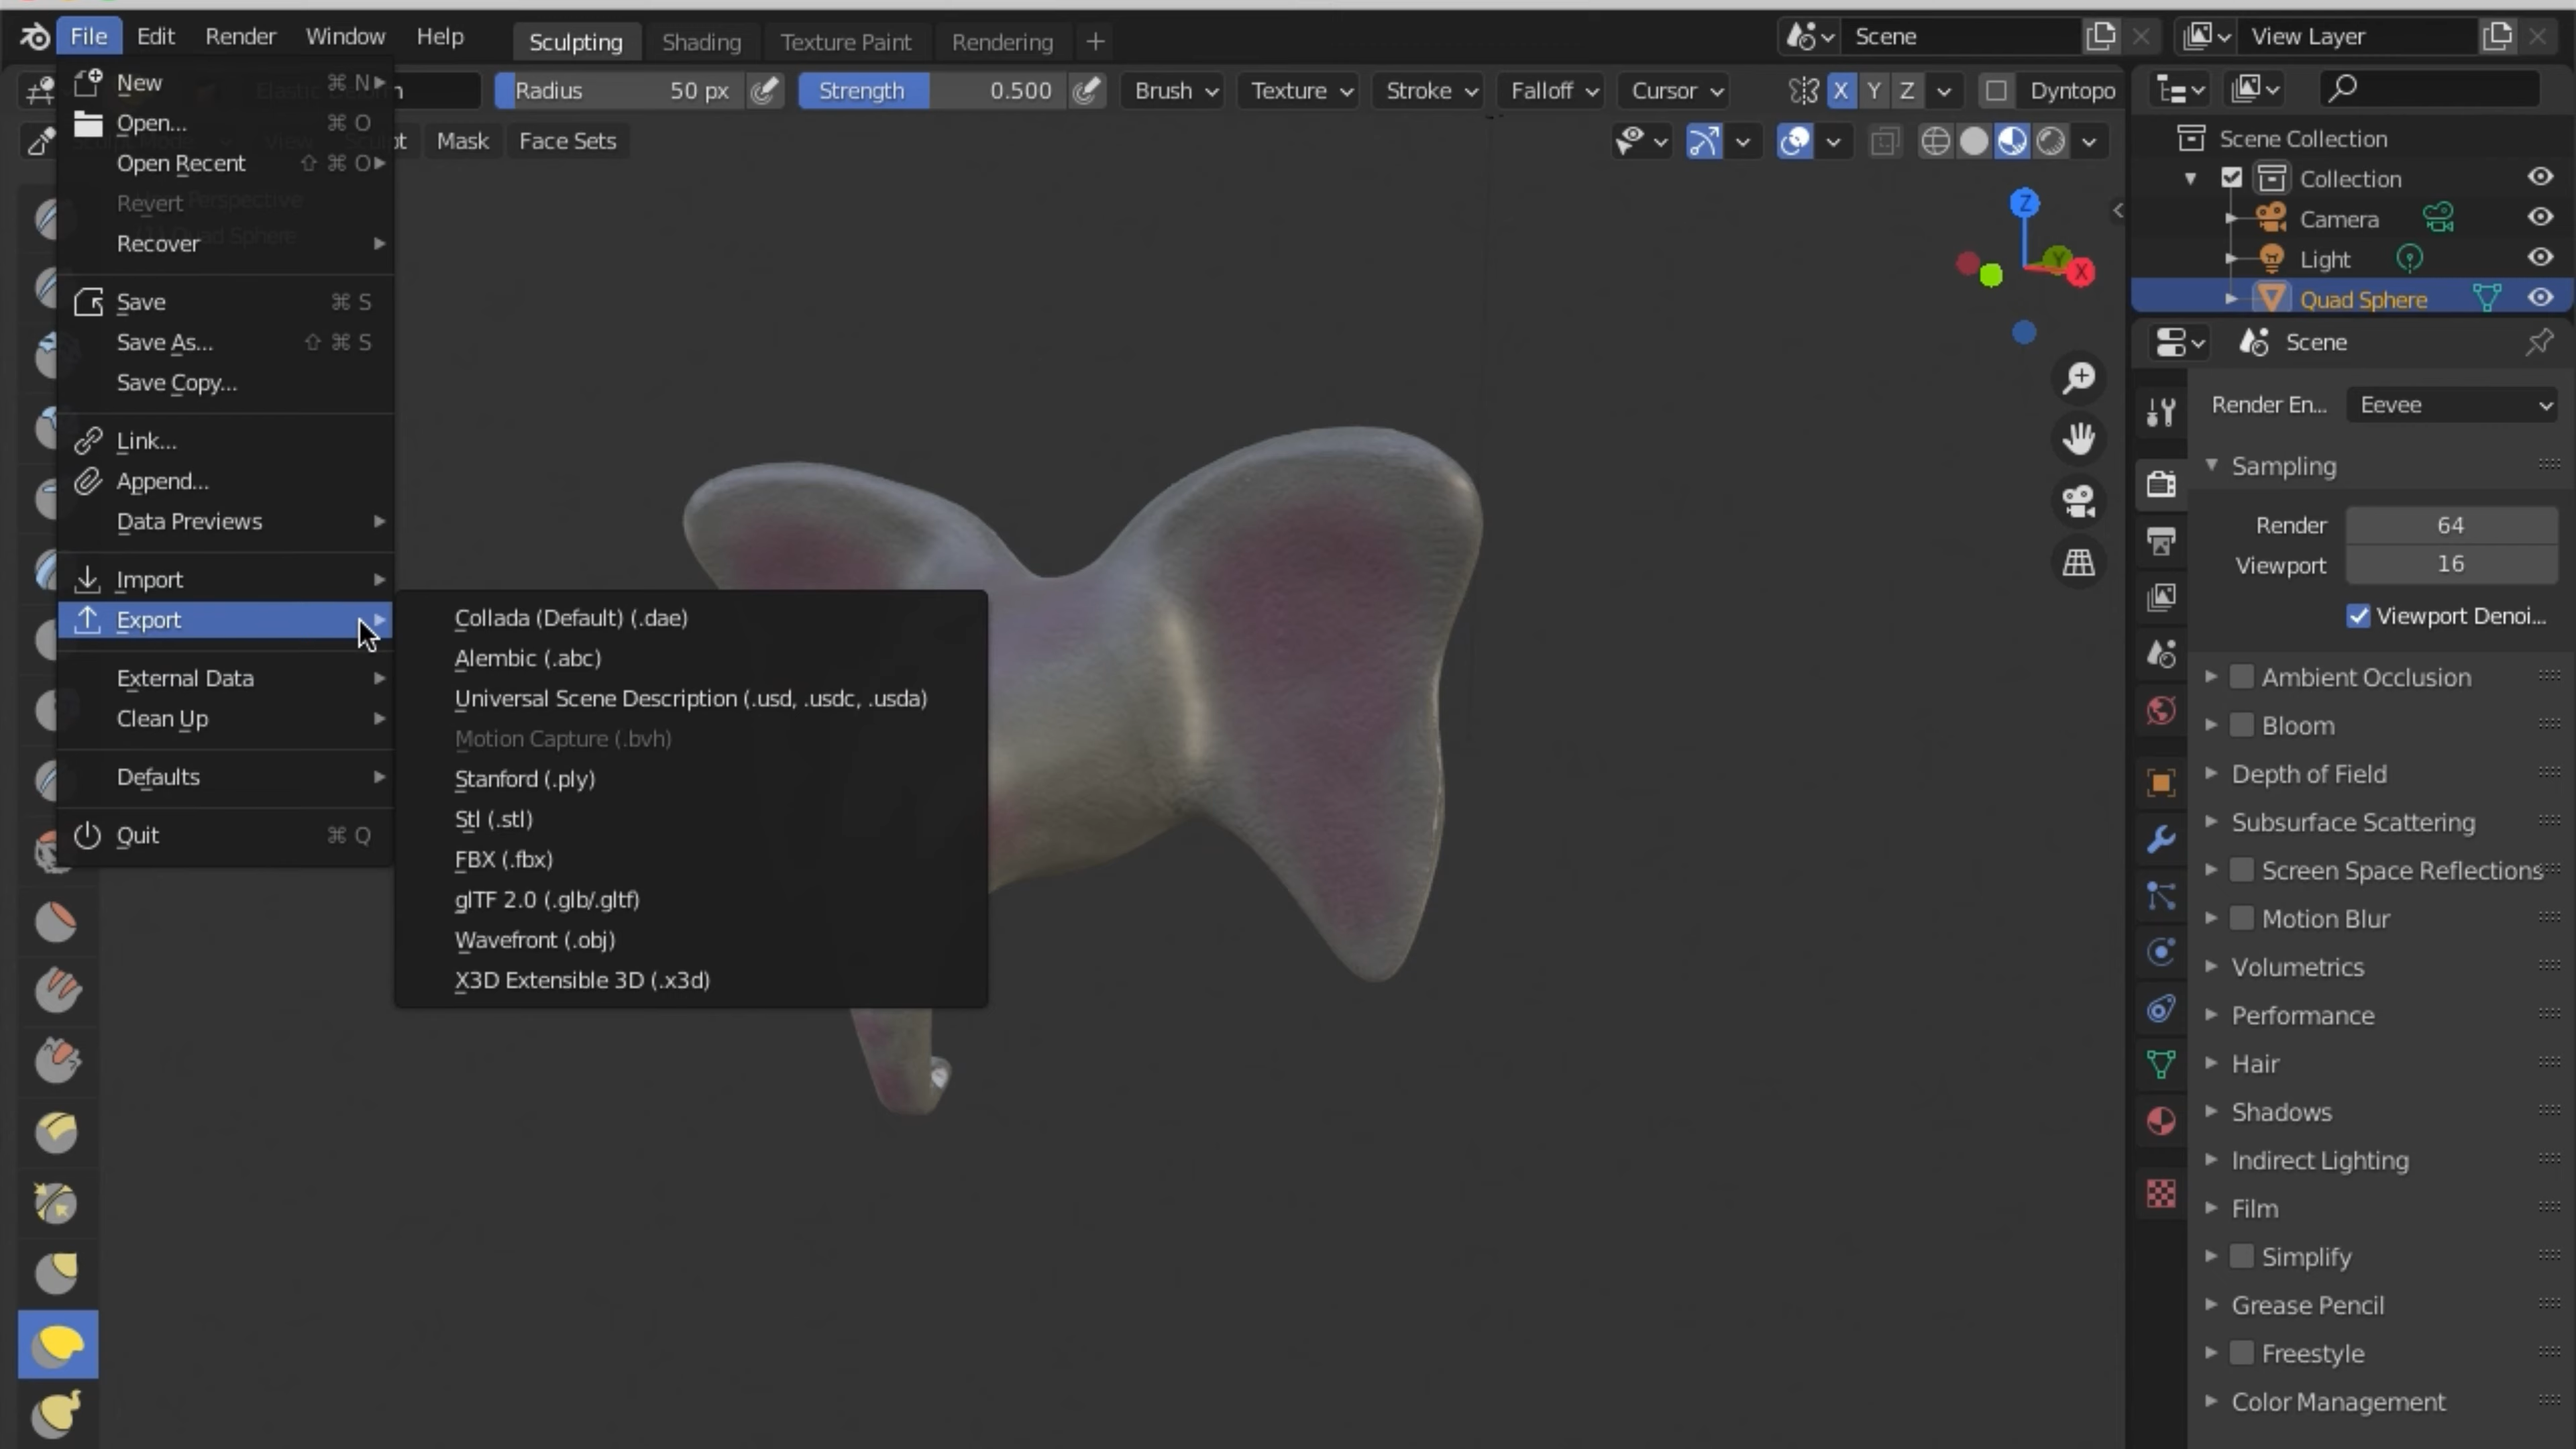 File Edit Render Window Help Sculpting Shading Texture Paint Rendering + Scene View Layer
New ⌘ N
Radius 50 px Strength 0.500 Brush Texture Stroke Falloff Cursor X Y Z Dyntopo
Open... ⌘ O
Mask Face Sets
Open Recent ⇧ ⌘ O
Revert
Perspective
Recover
Quad Sphere
Save ⌘ S
Save As... ⇧ ⌘ S
Save Copy...
Link...
Append...
Data Previews
Import
Export
External Data
Clean Up
Defaults
Quit ⌘ Q
Collada (Default) (.dae)
Alembic (.abc)
Universal Scene Description (.usd, .usdc, .usda)
Motion Capture (.bvh)
Stanford (.ply)
Stl (.stl)
FBX (.fbx)
glTF 2.0 (.glb/.gltf)
Wavefront (.obj)
X3D Extensible 3D (.x3d)
Z
Y
X
Scene Collection
Collection
Camera
Light
Quad Sphere
Scene
Render En... Eevee
Sampling
Render 64
Viewport 16
Viewport Denoi...
Ambient Occlusion
Bloom
Depth of Field
Subsurface Scattering
Screen Space Reflections
Motion Blur
Volumetrics
Performance
Hair
Shadows
Indirect Lighting
Film
Simplify
Grease Pencil
Freestyle
Color Management